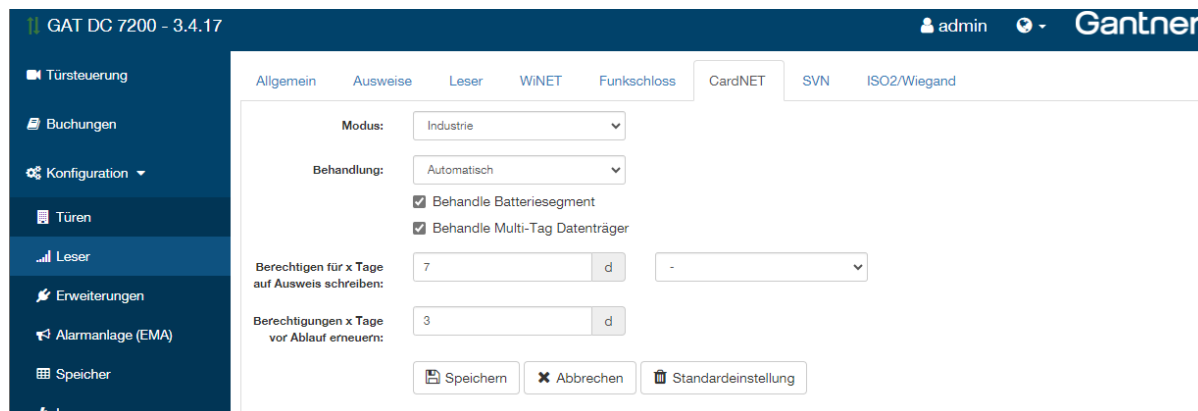 GAT DC 7200 - 3.4.17
admin
Gantner
Türsteuerung
Buchungen
Konfiguration
Türen
Leser
Erweiterungen
Alarmanlage (EMA)
Speicher
Allgemein Ausweise Leser WiNET Funkschloss CardNET SVN ISO2/Wiegand
Modus: Industrie
Behandlung: Automatisch
Behandle Batteriesegment
Behandle Multi-Tag Datenträger
Berechtigen für x Tage
auf Ausweis schreiben: 7 d -
Berechtigungen x Tage
vor Ablauf erneuern: 3 d
Speichern Abbrechen Standardeinstellung